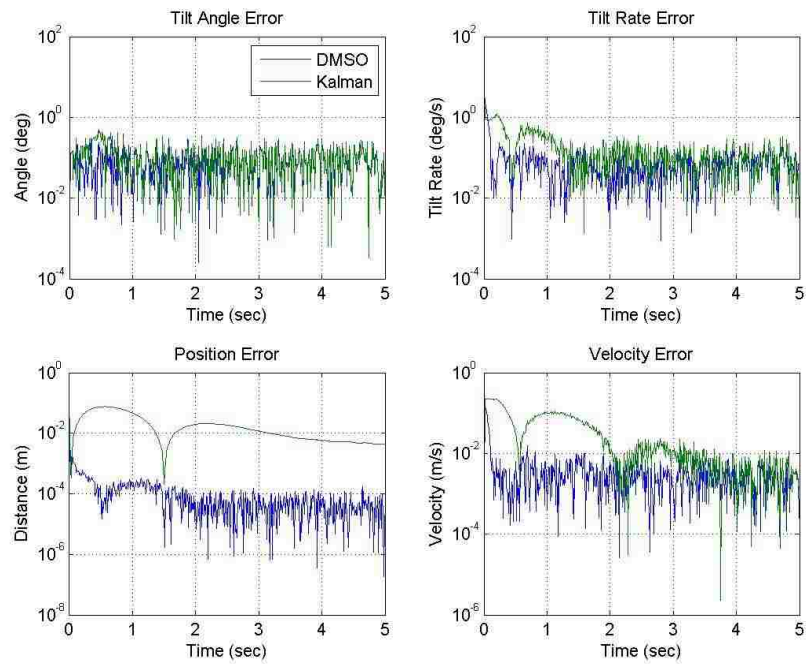 Tilt Angle Error
10^2
10^0
10^-2
10^-4
Angle (deg)
DMSO
Kalman
0 1 2 3 4 5
Time (sec)
Tilt Rate Error
10^2
10^0
10^-2
10^-4
Tilt Rate (deg/s)
0 1 2 3 4 5
Time (sec)
Position Error
10^0
10^-2
10^-4
10^-6
10^-8
Distance (m)
0 1 2 3 4 5
Time (sec)
Velocity Error
10^0
10^-2
10^-4
10^-6
Velocity (m/s)
0 1 2 3 4 5
Time (sec)